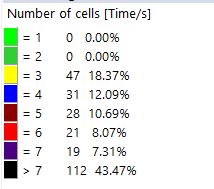 Number of cells [Time/s]
= 1 0 0.00%
= 2 0 0.00%
= 3 47 18.37%
= 4 31 12.09%
= 5 28 10.69%
= 6 21 8.07%
= 7 19 7.31%
> 7 112 43.47%